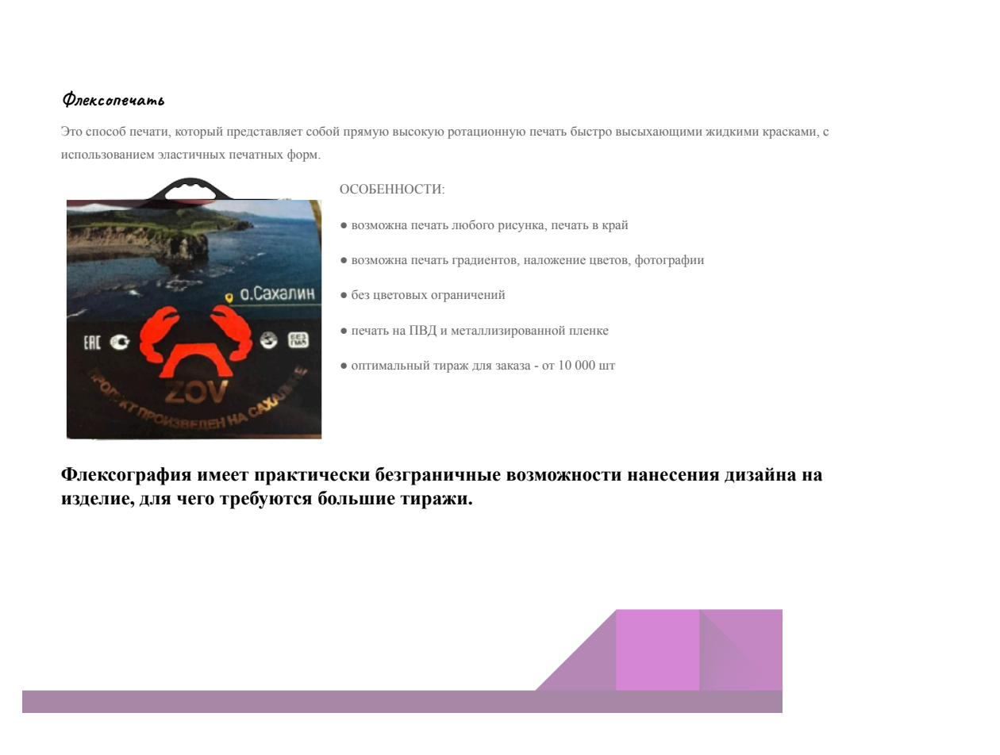 Флексопечать
Это способ печати, который представляет собой прямую высокую ротационную печать быстро высыхающими жидкими красками, с
использованием эластичных печатных форм.
ОСОБЕННОСТИ:
● возможна печать любого рисунка, печать в край
● возможна печать градиентов, наложение цветов, фотографии
● без цветовых ограничений
● печать на ПВД и металлизированной пленке
● оптимальный тираж для заказа - от 10 000 шт
о.Сахалин
ЕАС
БЕЗ
ГМО
ZOV
ПРОДУКТ ПРОИЗВЕДЕН НА САХАЛИНЕ
Флексография имеет практически безграничные возможности нанесения дизайна на
изделие, для чего требуются большие тиражи.